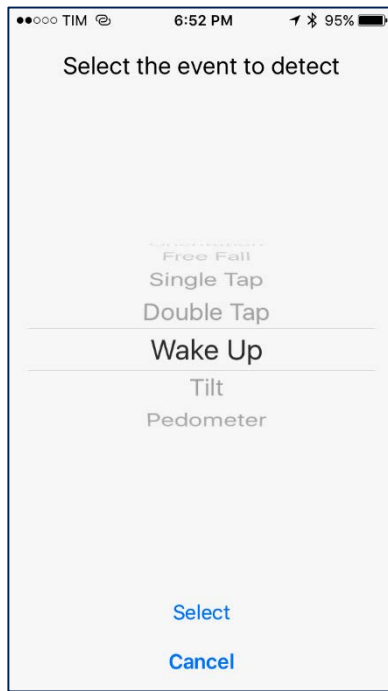 TIM 6:52 PM 95%
Select the event to detect
Free Fall
Single Tap
Double Tap
Wake Up
Tilt
Pedometer
Select
Cancel